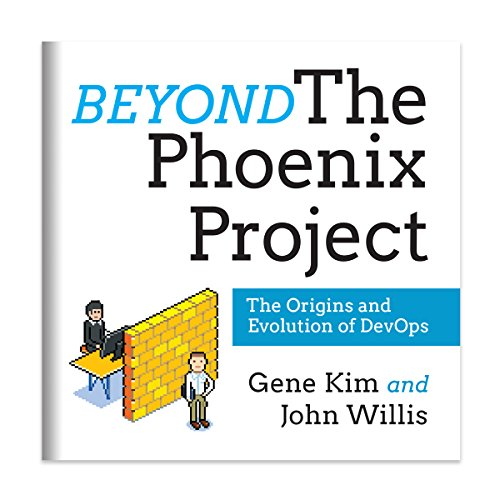 BEYOND The
Phoenix
Project
The Origins and
Evolution of DevOps
Gene Kim and
John Willis